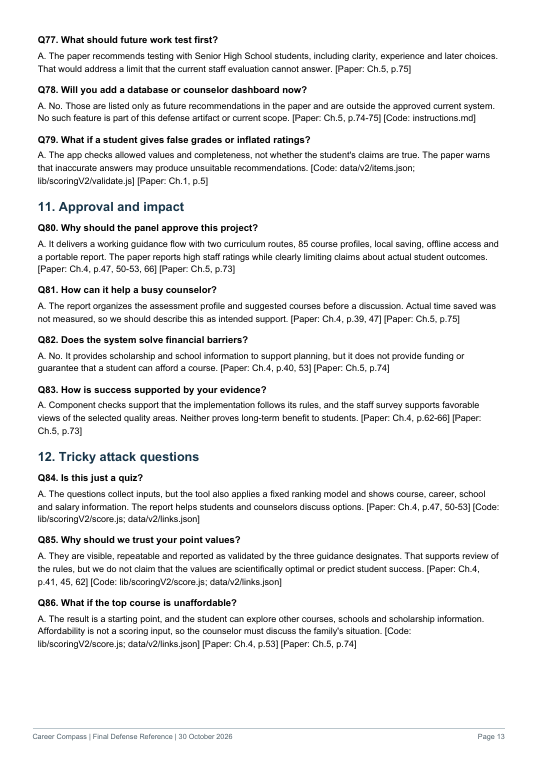 Q77. What should future work test first?
A. The paper recommends testing with Senior High School students, including clarity, experience and later choices.
That would address a limit that the current staff evaluation cannot answer. [Paper: Ch.5, p.75]
Q78. Will you add a database or counselor dashboard now?
A. No. Those are listed only as future recommendations in the paper and are outside the approved current system.
No such feature is part of this defense artifact or current scope. [Paper: Ch.5, p.74-75] [Code: instructions.md]
Q79. What if a student gives false grades or inflated ratings?
A. The app checks allowed values and completeness, not whether the student's claims are true. The paper warns
that inaccurate answers may produce unsuitable recommendations. [Code: data/v2/items.json;
lib/scoringV2/validate.js] [Paper: Ch.1, p.5]
11. Approval and impact
Q80. Why should the panel approve this project?
A. It delivers a working guidance flow with two curriculum routes, 85 course profiles, local saving, offline access and
a portable report. The paper reports high staff ratings while clearly limiting claims about actual student outcomes.
[Paper: Ch.4, p.47, 50-53, 66] [Paper: Ch.5, p.73]
Q81. How can it help a busy counselor?
A. The report organizes the assessment profile and suggested courses before a discussion. Actual time saved was
not measured, so we should describe this as intended support. [Paper: Ch.4, p.39, 47] [Paper: Ch.5, p.75]
Q82. Does the system solve financial barriers?
A. No. It provides scholarship and school information to support planning, but it does not provide funding or
guarantee that a student can afford a course. [Paper: Ch.4, p.40, 53] [Paper: Ch.5, p.74]
Q83. How is success supported by your evidence?
A. Component checks support that the implementation follows its rules, and the staff survey supports favorable
views of the selected quality areas. Neither proves long-term benefit to students. [Paper: Ch.4, p.62-66] [Paper:
Ch.5, p.73]
12. Tricky attack questions
Q84. Is this just a quiz?
A. The questions collect inputs, but the tool also applies a fixed ranking model and shows course, career, school
and salary information. The report helps students and counselors discuss options. [Paper: Ch.4, p.47, 50-53] [Code:
lib/scoringV2/score.js; data/v2/links.json]
Q85. Why should we trust your point values?
A. They are visible, repeatable and reported as validated by the three guidance designates. That supports review of
the rules, but we do not claim that the values are scientifically optimal or predict student success. [Paper: Ch.4,
p.41, 45, 62] [Code: lib/scoringV2/score.js; data/v2/links.json]
Q86. What if the top course is unaffordable?
A. The result is a starting point, and the student can explore other courses, schools and scholarship information.
Affordability is not a scoring input, so the counselor must discuss the family's situation. [Code:
lib/scoringV2/score.js; data/v2/links.json] [Paper: Ch.4, p.53] [Paper: Ch.5, p.74]
Career Compass | Final Defense Reference | 30 October 2026
Page 13